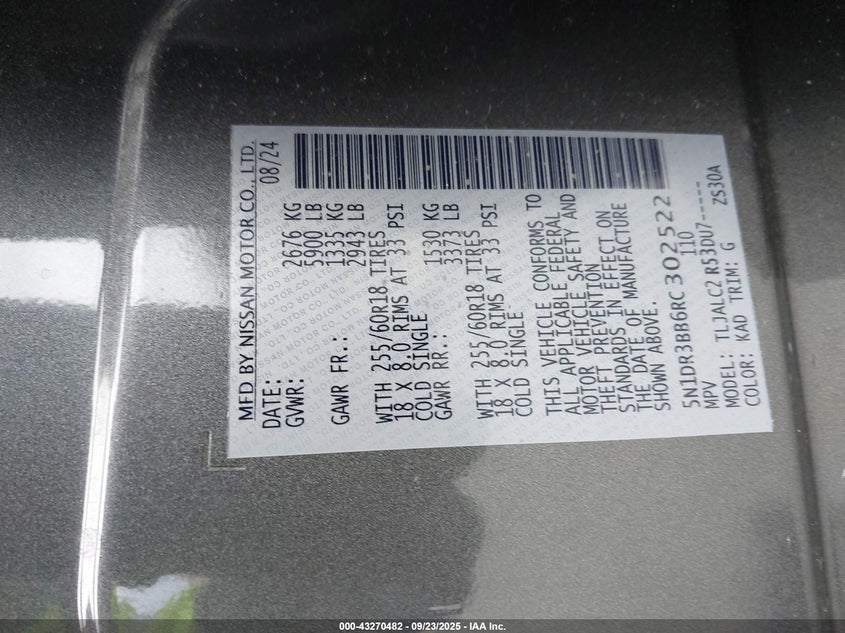 MFD BY NISSAN MOTOR CO., LTD.
DATE: 08/24
GVWR: 2676 KG
5900 LB
GAWR FR.: 1335 KG
2943 LB
WITH 255/60R18 TIRES
18 X 8.0 RIMS AT 33 PSI
COLD SINGLE
GAWR RR.: 1530 KG
3373 LB
WITH 255/60R18 TIRES
18 X 8.0 RIMS AT 33 PSI
COLD SINGLE
THIS VEHICLE CONFORMS TO
ALL APPLICABLE FEDERAL
MOTOR VEHICLE SAFETY AND
THEFT PREVENTION
STANDARDS IN EFFECT ON
THE DATE OF MANUFACTURE
SHOWN ABOVE.
5N1DR3BB6RC302522
MPV 110
MODEL: TLJALC2 R53DU7-----
COLOR: KAD TRIM: G ZS30A
000-43270482 - 09/23/2025 - IAA Inc.